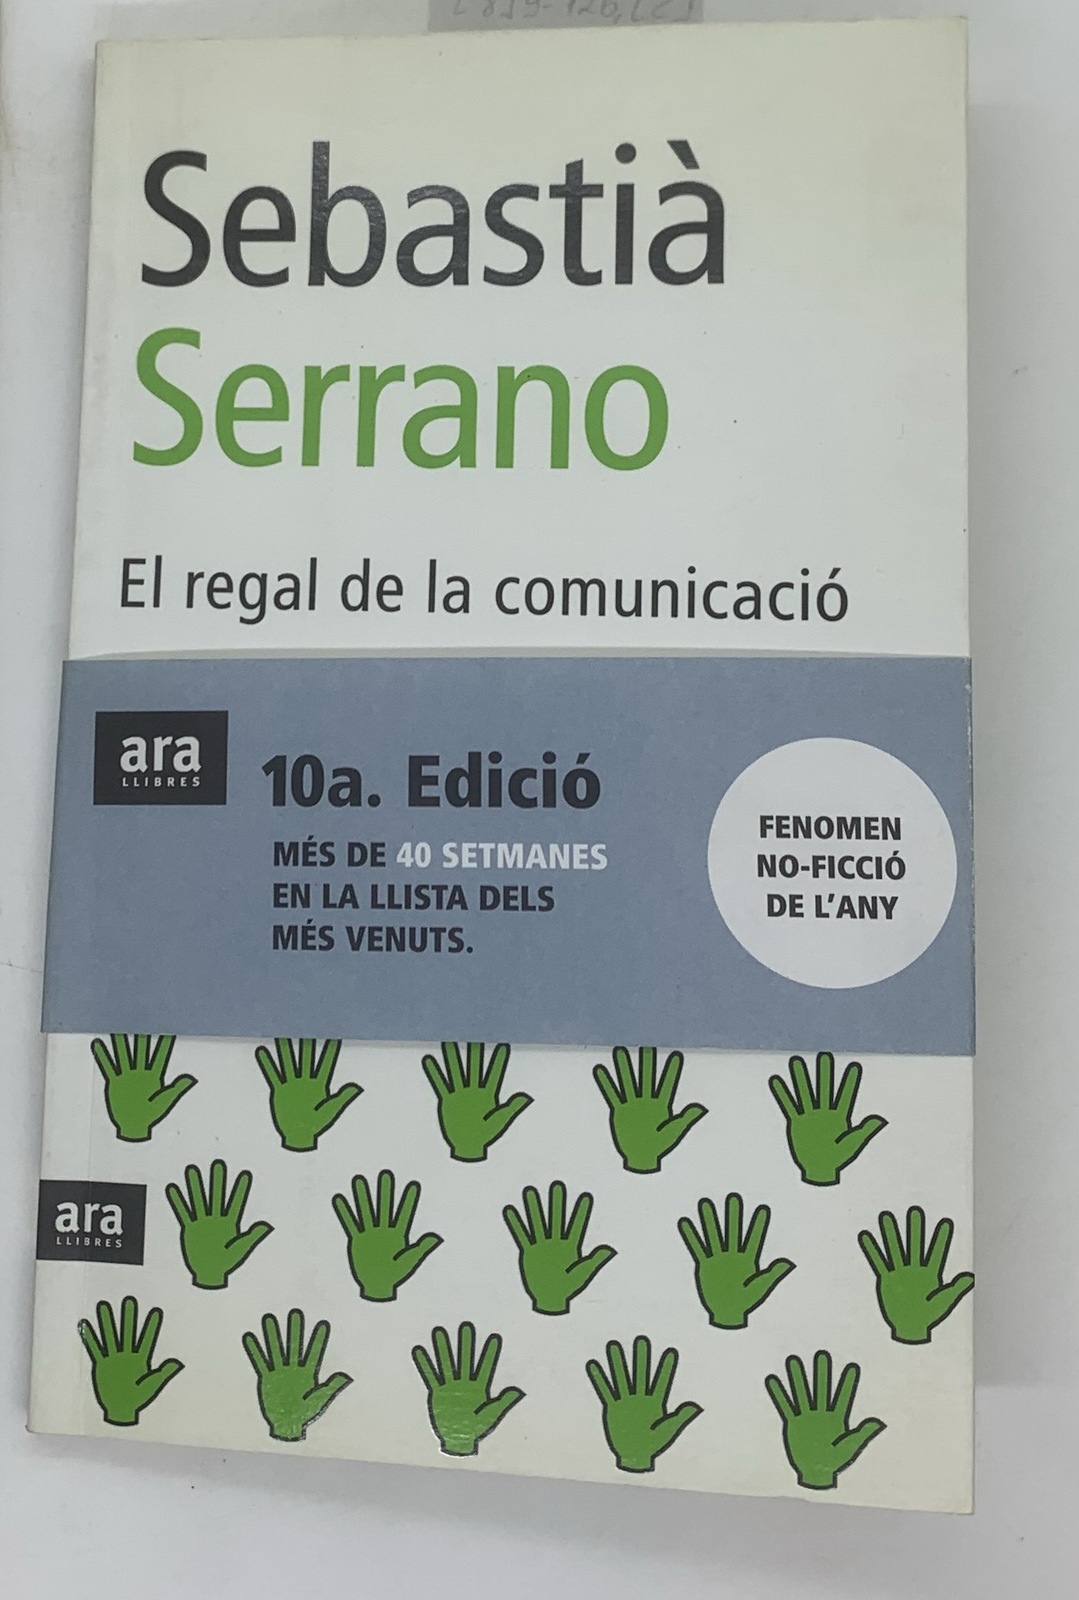 Sebastià
Serrano
El regal de la comunicació
ara
LLIBRES
10a. Edició
MÉS DE 40 SETMANES
EN LA LLISTA DELS
MÉS VENUTS.
FENOMEN
NO-FICCIÓ
DE L'ANY
ara
LLIBRES